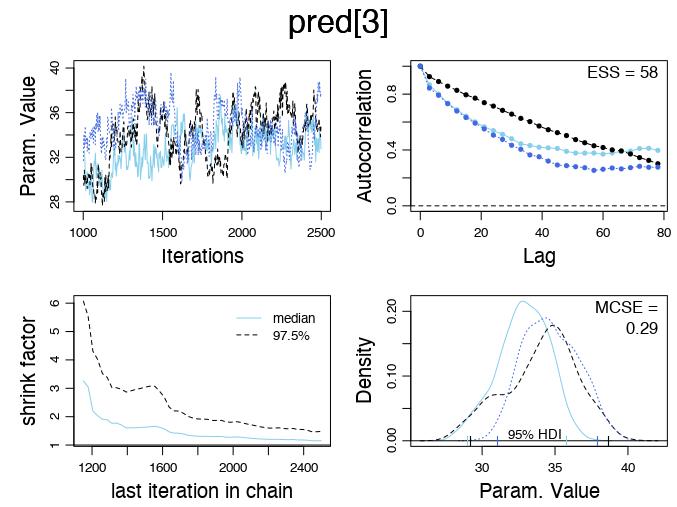 pred[3]
Param. Value
28 32 36 40
1000 1500 2000 2500
Iterations
Autocorrelation
0.0 0.4 0.8
ESS = 58
0 20 40 60 80
Lag
shrink factor
1 2 3 4 5 6
median
97.5%
1200 1600 2000 2400
last iteration in chain
Density
0.00 0.10 0.20
MCSE =
0.29
95% HDI
30 35 40
Param. Value